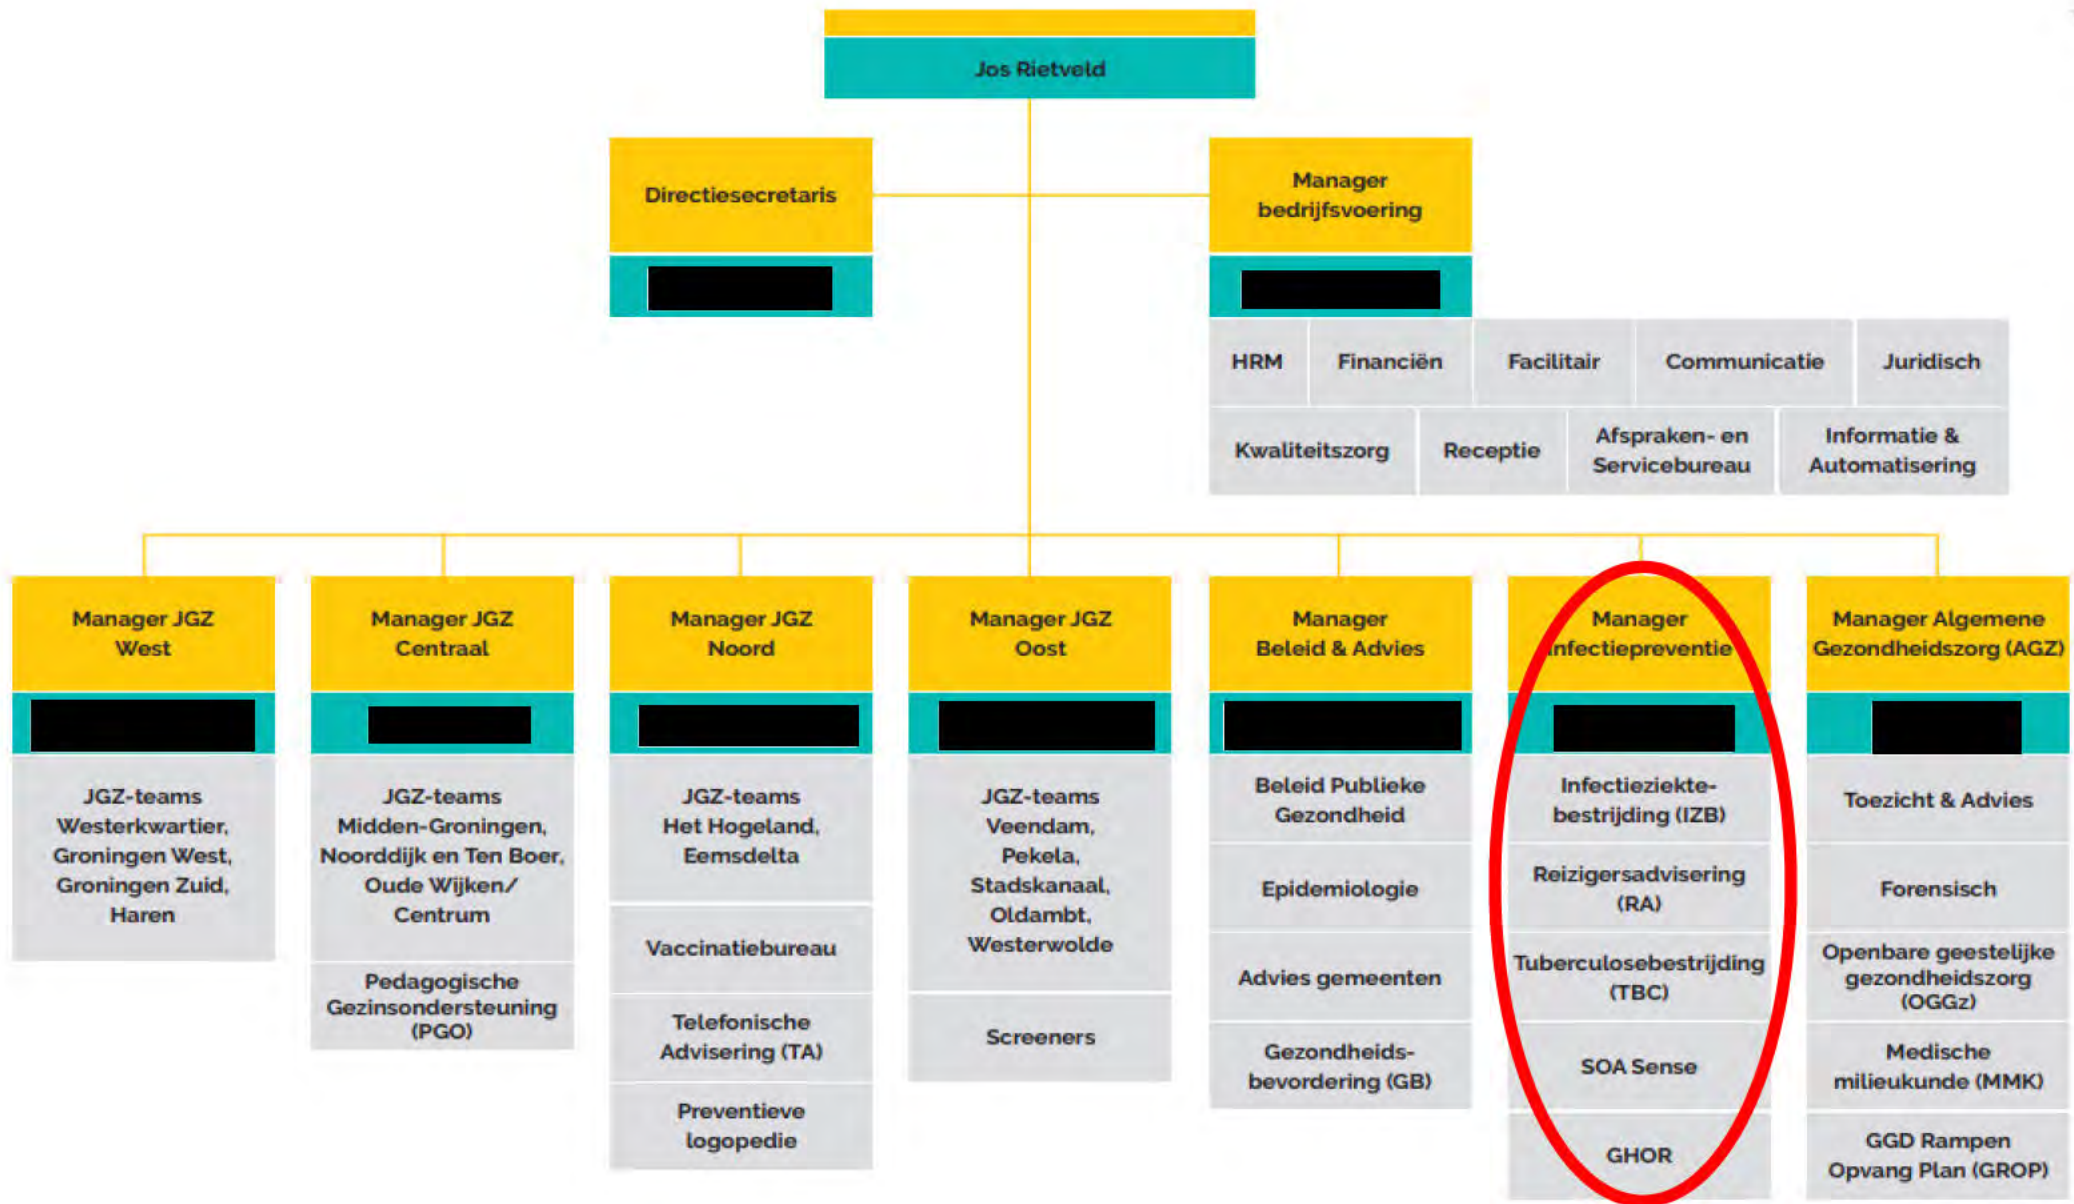 Jos Rietveld
Directiesecretaris
Manager
bedrijfsvoering
HRM
Financiën
Facilitair
Communicatie
Juridisch
Kwaliteitszorg
Receptie
Afspraken- en
Servicebureau
Informatie &
Automatisering
Manager JGZ
West
JGZ-teams
Westerkwartier,
Groningen West,
Groningen Zuid,
Haren
Manager JGZ
Centraal
JGZ-teams
Midden-Groningen,
Noorddijk en Ten Boer,
Oude Wijken/
Centrum
Pedagogische
Gezinsondersteuning
(PGO)
Manager JGZ
Noord
JGZ-teams
Het Hogeland,
Eemsdelta
Vaccinatiebureau
Telefonische
Advisering (TA)
Preventieve
logopedie
Manager JGZ
Oost
JGZ-teams
Veendam,
Pekela,
Stadskanaal,
Oldambt,
Westerwolde
Screeners
Manager
Beleid & Advies
Beleid Publieke
Gezondheid
Epidemiologie
Advies gemeenten
Gezondheids-
bevordering (GB)
Manager
Infectiepreventie
Infectieziekte-
bestrijding (IZB)
Reizigersadvisering
(RA)
Tuberculosebestrijding
(TBC)
SOA Sense
GHOR
Manager Algemene
Gezondheidszorg (AGZ)
Toezicht & Advies
Forensisch
Openbare geestelijke
gezondheidszorg
(OGGz)
Medische
milieukunde (MMK)
GGD Rampen
Opvang Plan (GROP)